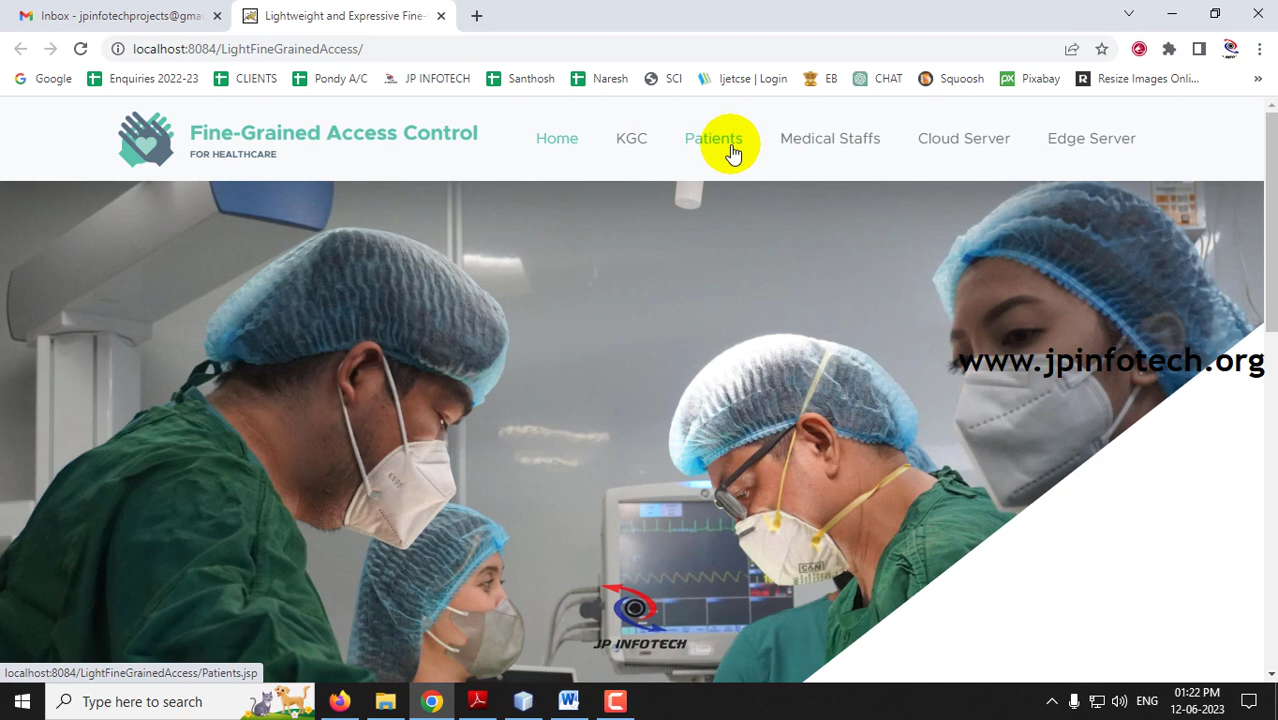 Inbox - jpinfotechprojects@gmai
Lightweight and Expressive Fine-
localhost:8084/LightFineGrainedAccess/
Google
Enquiries 2022-23
CLIENTS
Pondy A/C
JP INFOTECH
Santhosh
Naresh
SCI
Ijetcse | Login
EB
CHAT
Squoosh
px
Pixabay
R
Resize Images Onli...
»
Fine-Grained Access Control
FOR HEALTHCARE
Home
KGC
Patients
Medical Staffs
Cloud Server
Edge Server
www.jpinfotech.org
JP INFOTECH
localhost:8084/LightFineGrainedAccess/Patients.jsp
Type here to search
ENG
01:22 PM
12-06-2023